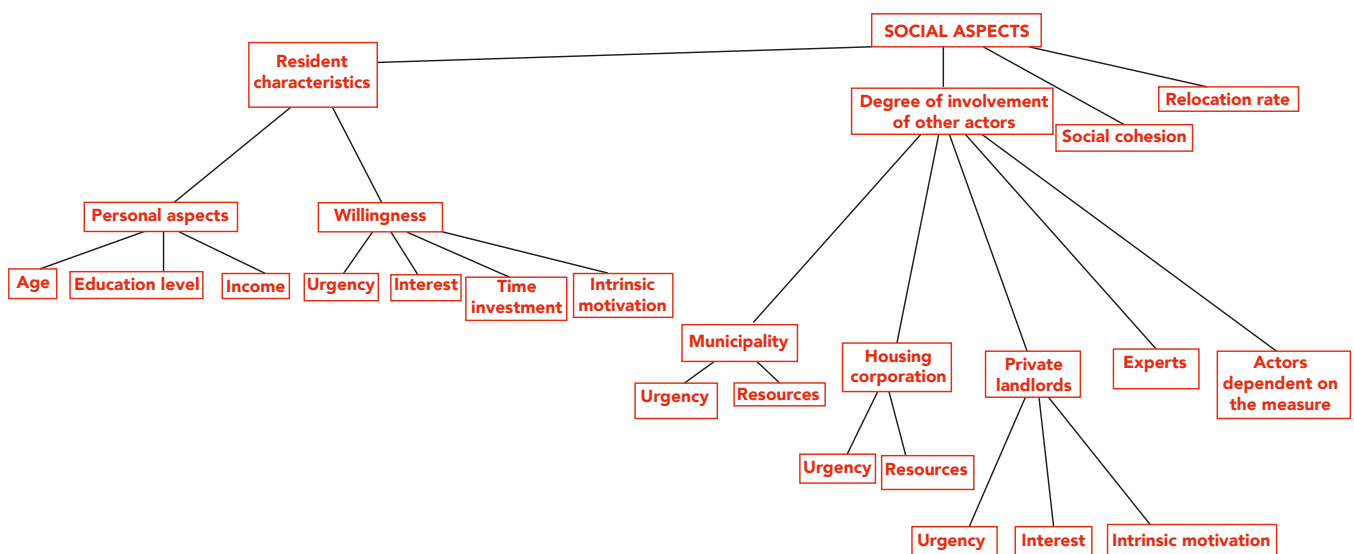 SOCIAL ASPECTS
Resident
characteristics
Degree of involvement
of other actors
Relocation rate
Social cohesion
Personal aspects
Willingness
Age
Education level
Income
Urgency
Interest
Time
investment
Intrinsic
motivation
Municipality
Housing
corporation
Private
landlords
Experts
Actors
dependent on
the measure
Urgency
Resources
Urgency
Resources
Urgency
Interest
Intrinsic motivation